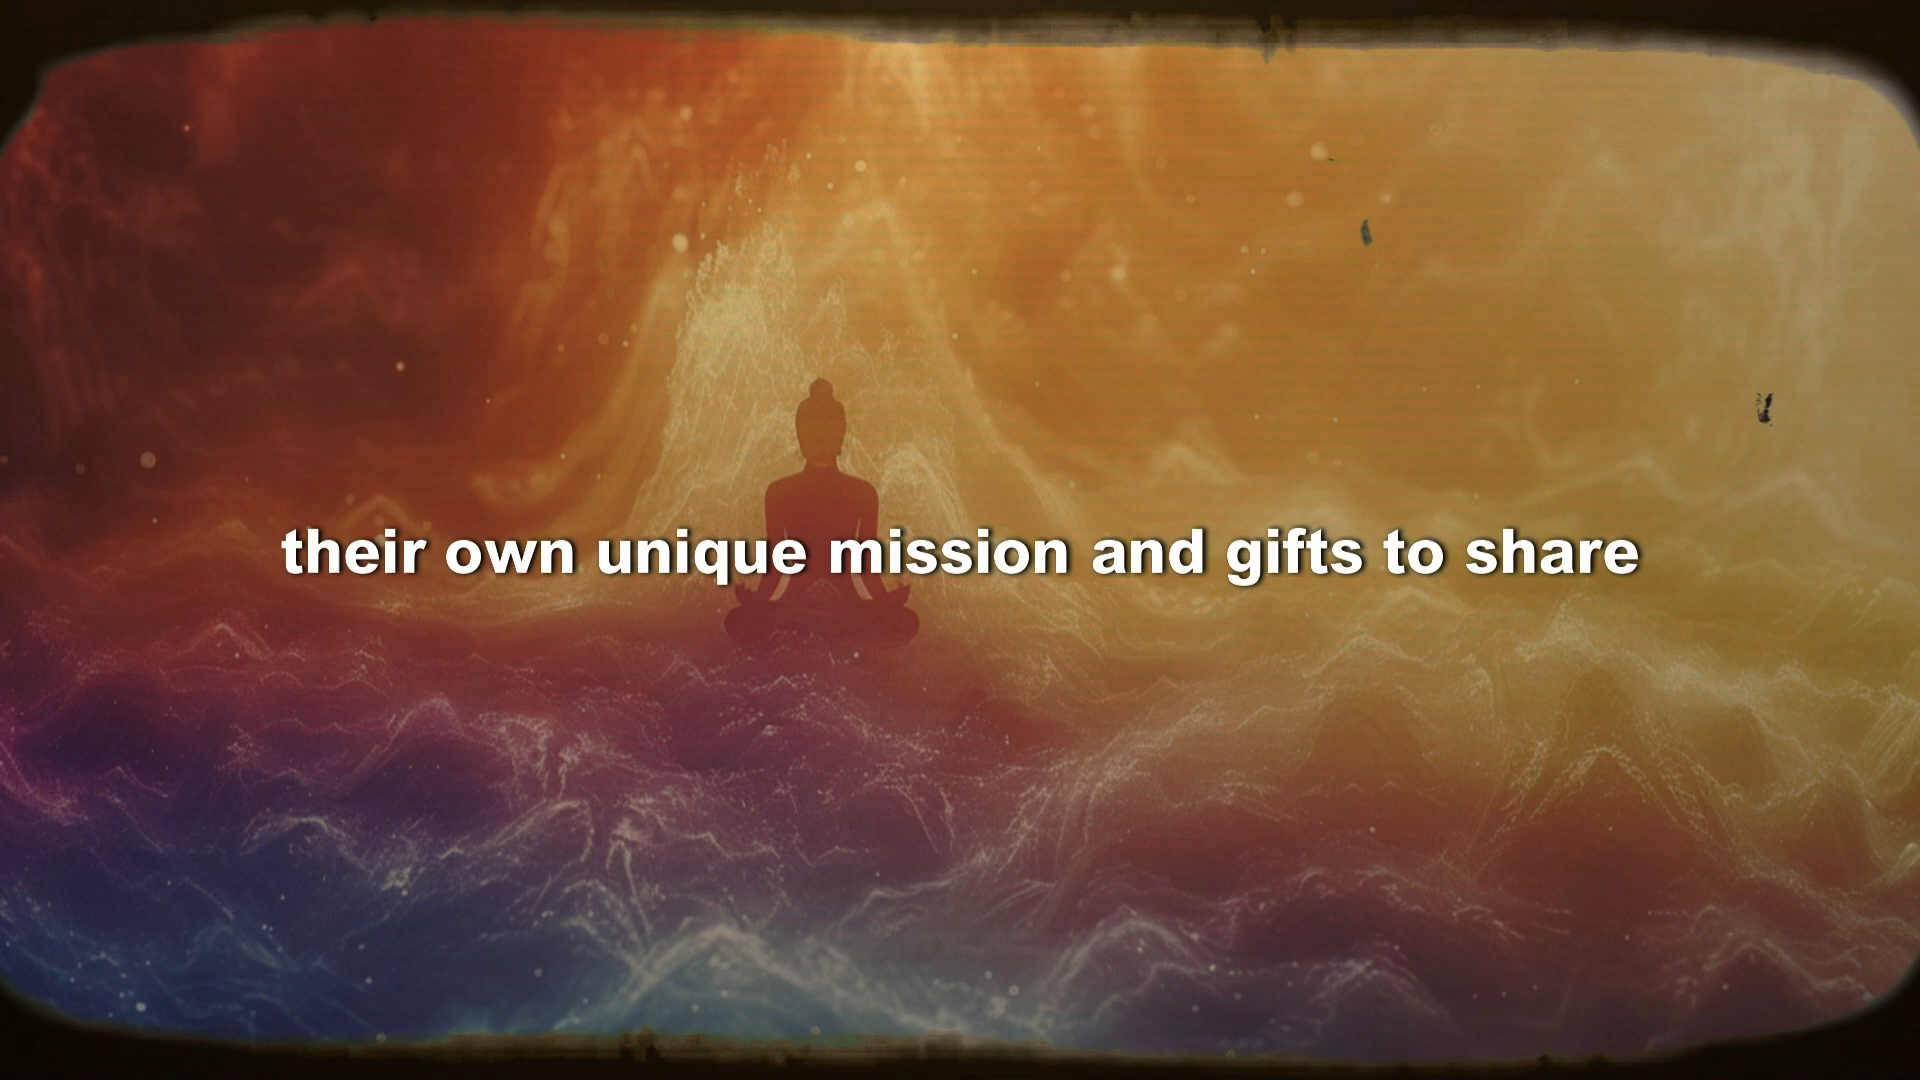 their own unique mission and gifts to share